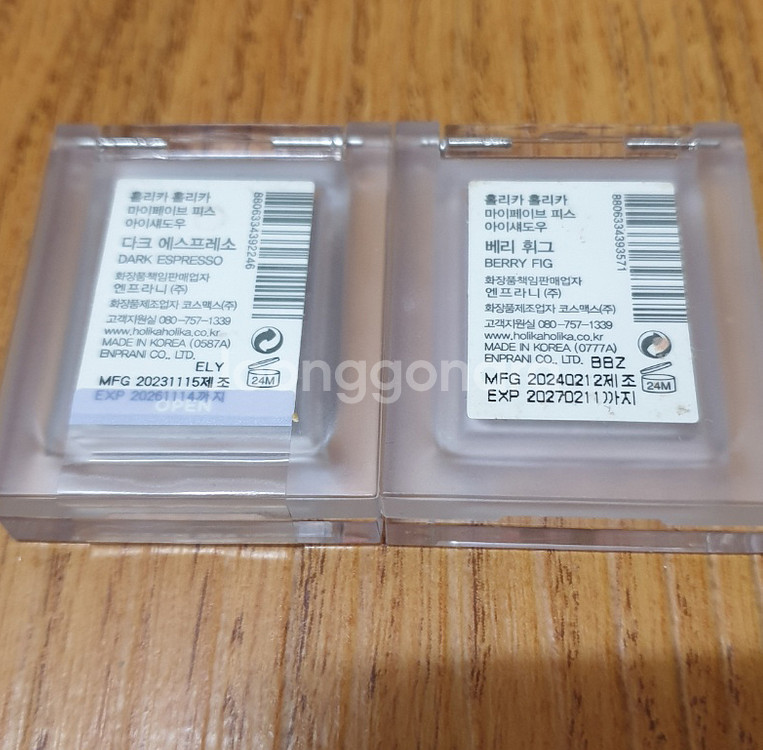 홀리카 홀리카
마이페이브 피스
아이섀도우
다크 에스프레소
DARK ESPRESSO
화장품책임판매업자
엔프라니 (주)
화장품제조업자 코스맥스(주)
고객지원실 080-757-1339
www.holikaholika.co.kr
MADE IN KOREA (0587A)
ENPRANI CO., LTD.
ELY
MFG 20231115제조
EXP 20261114까지
OPEN
24M
8806334392246
홀리카 홀리카
마이페이브 피스
아이섀도우
베리 휘그
BERRY FIG
화장품책임판매업자
엔프라니 (주)
화장품제조업자 코스맥스(주)
고객지원실 080-757-1339
www.holikaholika.co.kr
MADE IN KOREA (0777A)
ENPRANI CO., LTD. BBZ
MFG 20240212제조
EXP 20270211까지
24M
8806334393571